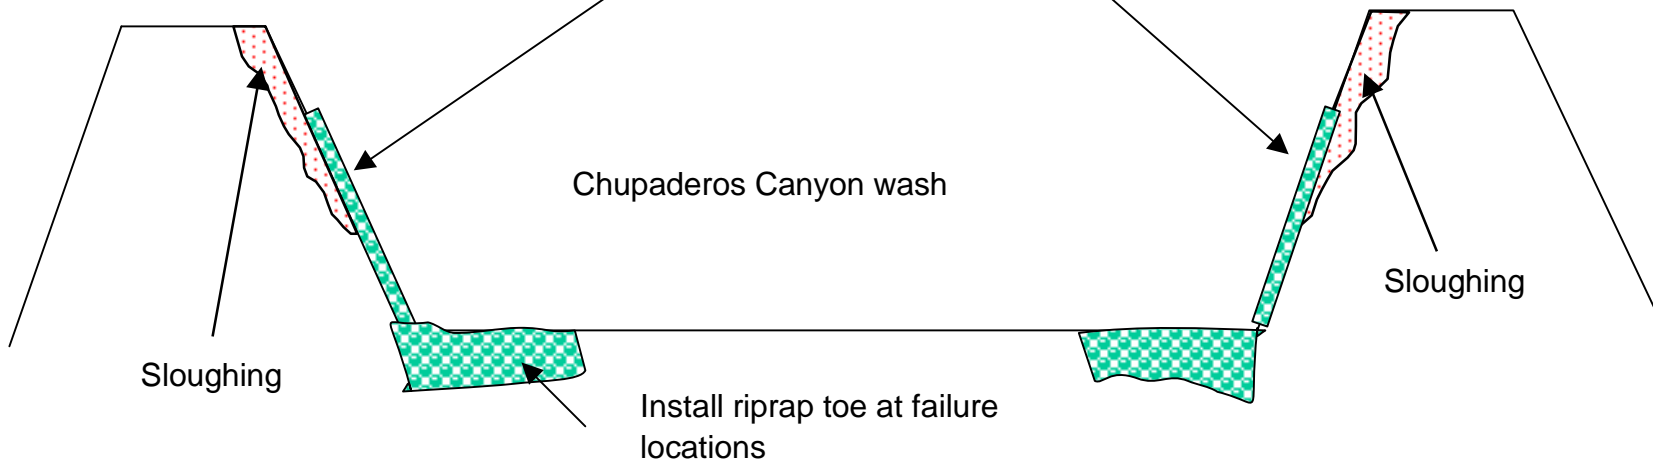 Chupaderos Canyon wash
Sloughing
Sloughing
Install riprap toe at failure
locations